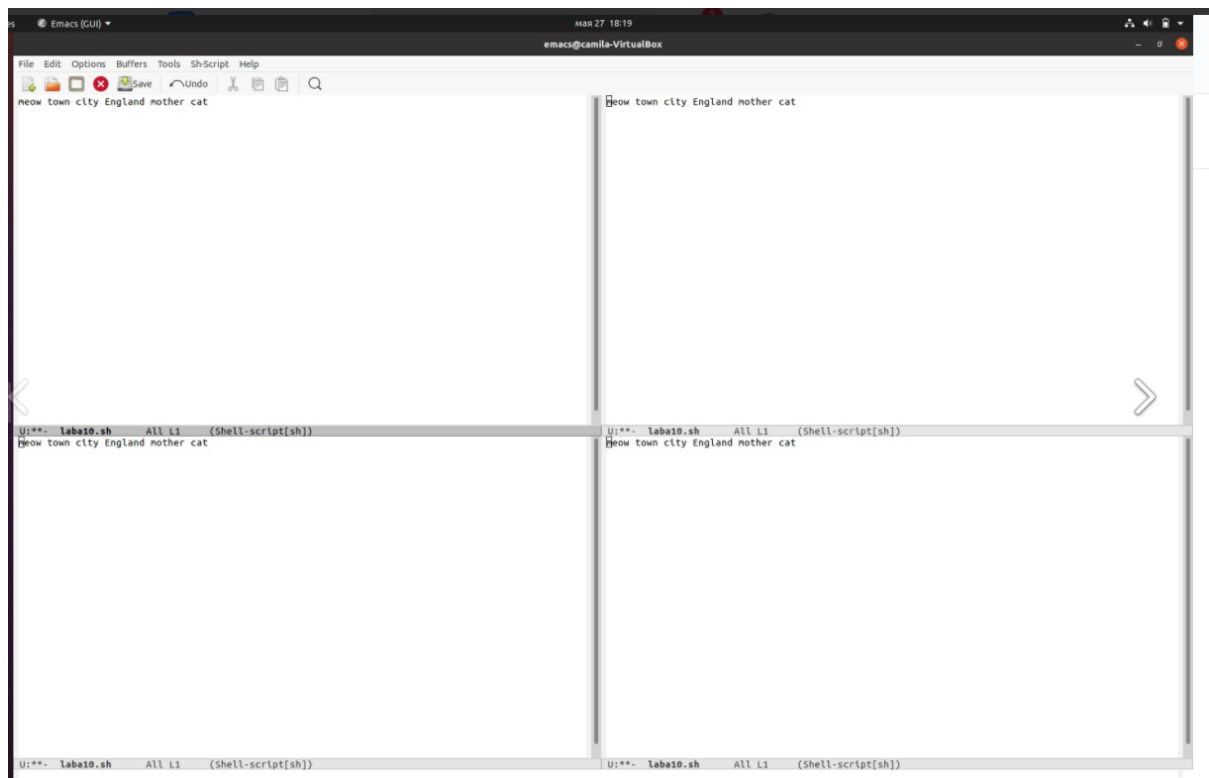 es Emacs (GUI) мая 27 18:19
emacs@camila-VirtualBox
File Edit Options Buffers Tools Sh-Script Help
Save Undo
meow town city England mother cat
meow town city England mother cat
U:**- laba10.sh All L1 (Shell-script[sh])
U:**- laba10.sh All L1 (Shell-script[sh])
meow town city England mother cat
meow town city England mother cat
U:**- laba10.sh All L1 (Shell-script[sh])
U:**- laba10.sh All L1 (Shell-script[sh])